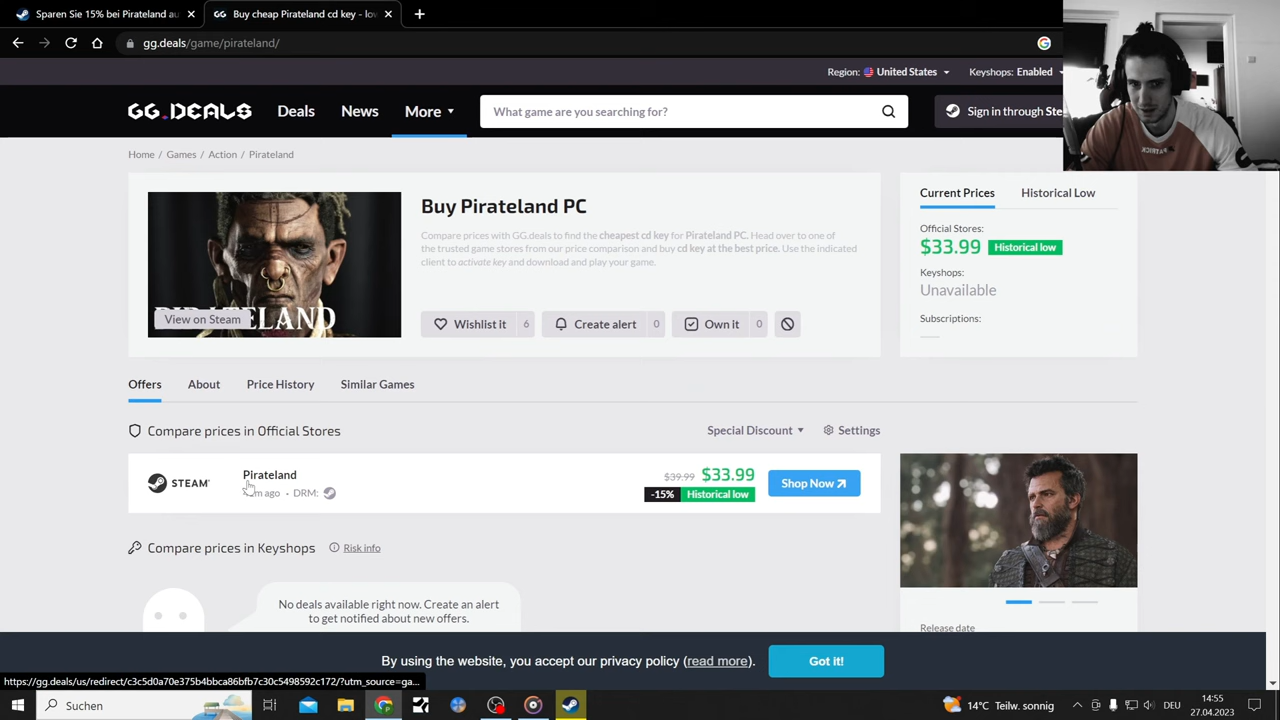 Sparen Sie 15% bei Pirateland au
Buy cheap Pirateland cd key - lov
gg.deals/game/pirateland/
Region: United States
Keyshops: Enabled
GG.DEALS
Deals
News
More
What game are you searching for?
Sign in through Ste
Home / Games / Action / Pirateland
View on Steam
Buy Pirateland PC
Compare prices with GG.deals to find the cheapest cd key for Pirateland PC. Head over to one of
the trusted game stores from our price comparison and buy cd key at the best price. Use the indicated
client to activate key and download and play your game.
Wishlist it 6
Create alert 0
Own it 0
Current Prices
Historical Low
Official Stores:
$33.99 Historical low
Keyshops:
Unavailable
Subscriptions:
Offers
About
Price History
Similar Games
Compare prices in Official Stores
Special Discount
Settings
STEAM
Pirateland
m ago • DRM:
$39.99 $33.99
-15% Historical low
Shop Now
Compare prices in Keyshops
Risk info
No deals available right now. Create an alert
to get notified about new offers.
Release date
By using the website, you accept our privacy policy (read more).
Got it!
https://gg.deals/us/redirect/c3c5d0a70e375b4bbca86bfb7c30c5498592c172/?utm_source=ga...
Suchen
14°C Teilw. sonnig
DEU
14:55
27.04.2023